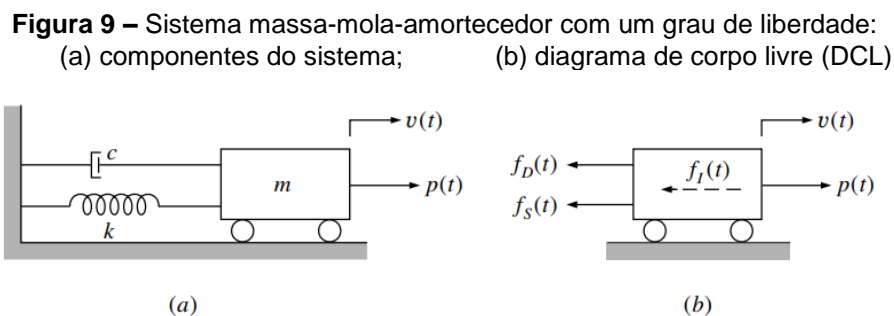 Figura 9 – Sistema massa-mola-amortecedor com um grau de liberdade:
(a) componentes do sistema; (b) diagrama de corpo livre (DCL)
v(t)
c
m
p(t)
k
(a)
v(t)
f_D(t)
f_I(t)
p(t)
f_S(t)
(b)